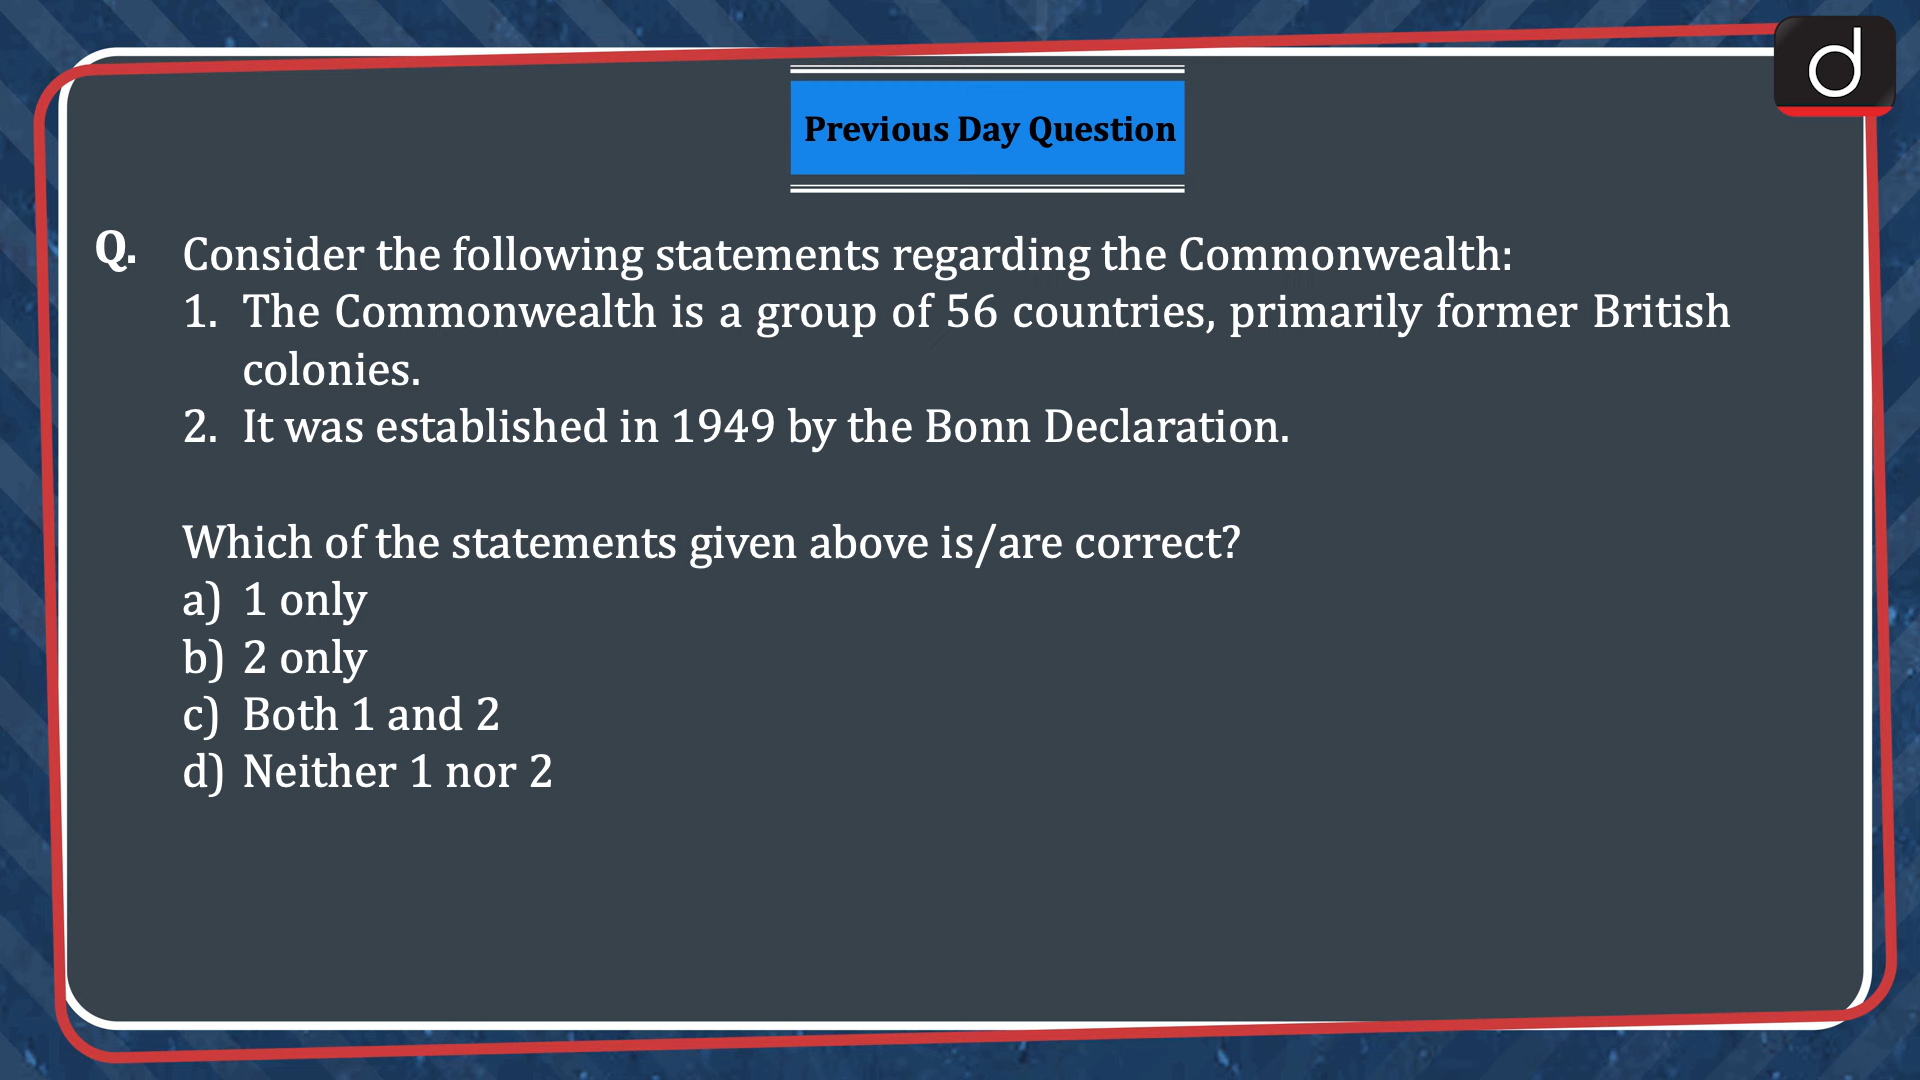 Previous Day Question
Q. Consider the following statements regarding the Commonwealth:
1. The Commonwealth is a group of 56 countries, primarily former British
colonies.
2. It was established in 1949 by the Bonn Declaration.
Which of the statements given above is/are correct?
a) 1 only
b) 2 only
c) Both 1 and 2
d) Neither 1 nor 2
d